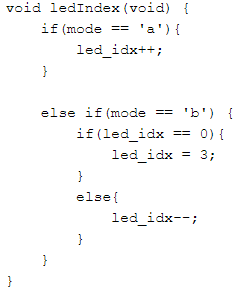 void ledIndex(void) {
    if(mode == 'a'){
        led_idx++;
    }

    else if(mode == 'b') {
        if(led_idx == 0){
            led_idx = 3;
        }
        else{
            led_idx--;
        }
    }
}